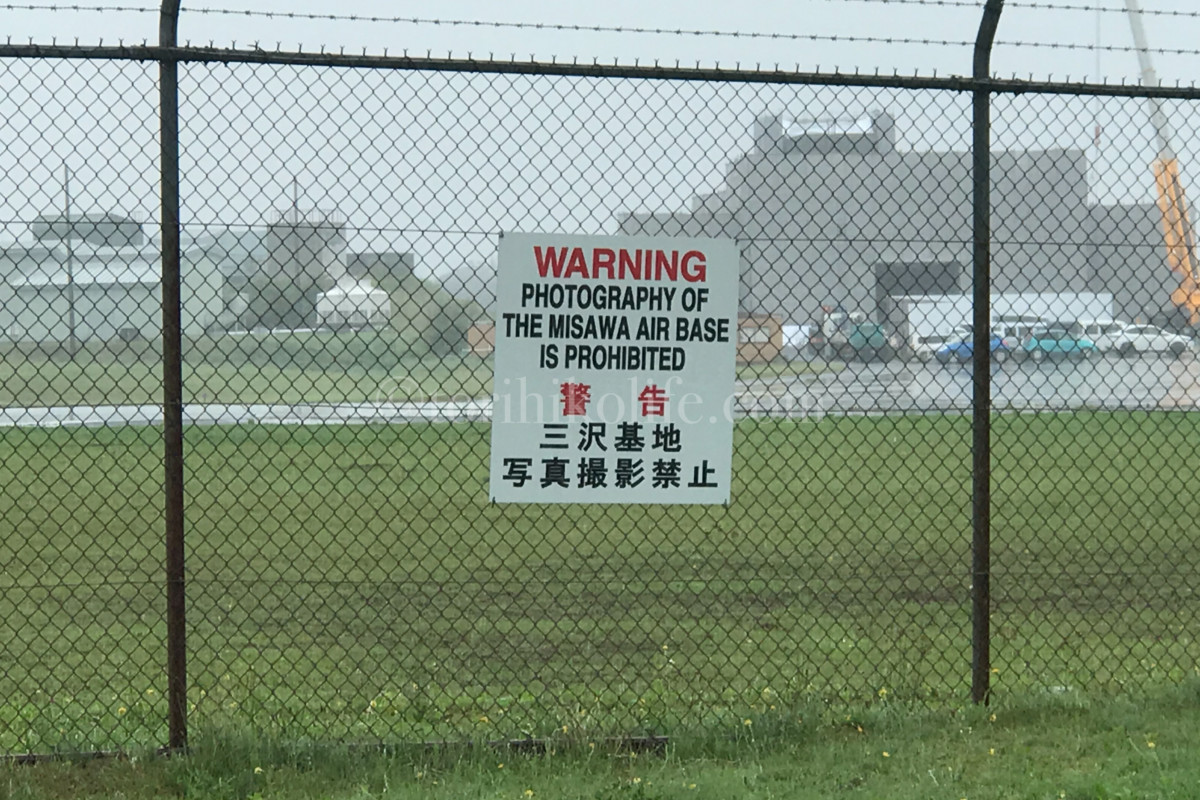 WARNING
PHOTOGRAPHY OF
THE MISAWA AIR BASE
IS PROHIBITED
警 告
三沢基地
写真撮影禁止